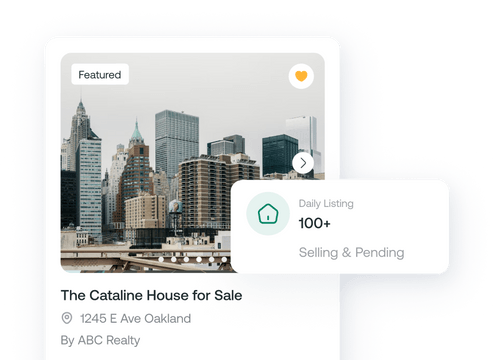 Featured
Daily Listing
100+
Selling & Pending
The Cataline House for Sale
1245 E Ave Oakland
By ABC Realty